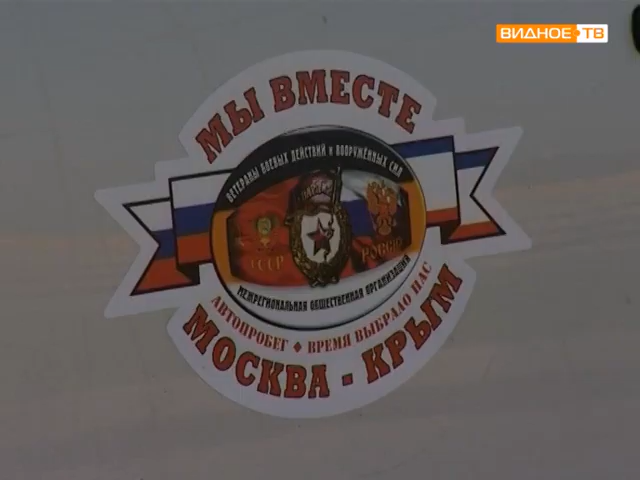 ВИДНОЕ ТВ
МЫ ВМЕСТЕ
ВЕТЕРАНЫ БОЕВЫХ ДЕЙСТВИЙ И ВООРУЖЁННЫХ СИЛ
СССР
РОССИЯ
МЕЖРЕГИОНАЛЬНАЯ ОБЩЕСТВЕННАЯ ОРГАНИЗАЦИЯ
АВТОПРОБЕГ ♦ ВРЕМЯ ВЫБРАЛО НАС
МОСКВА - КРЫМ